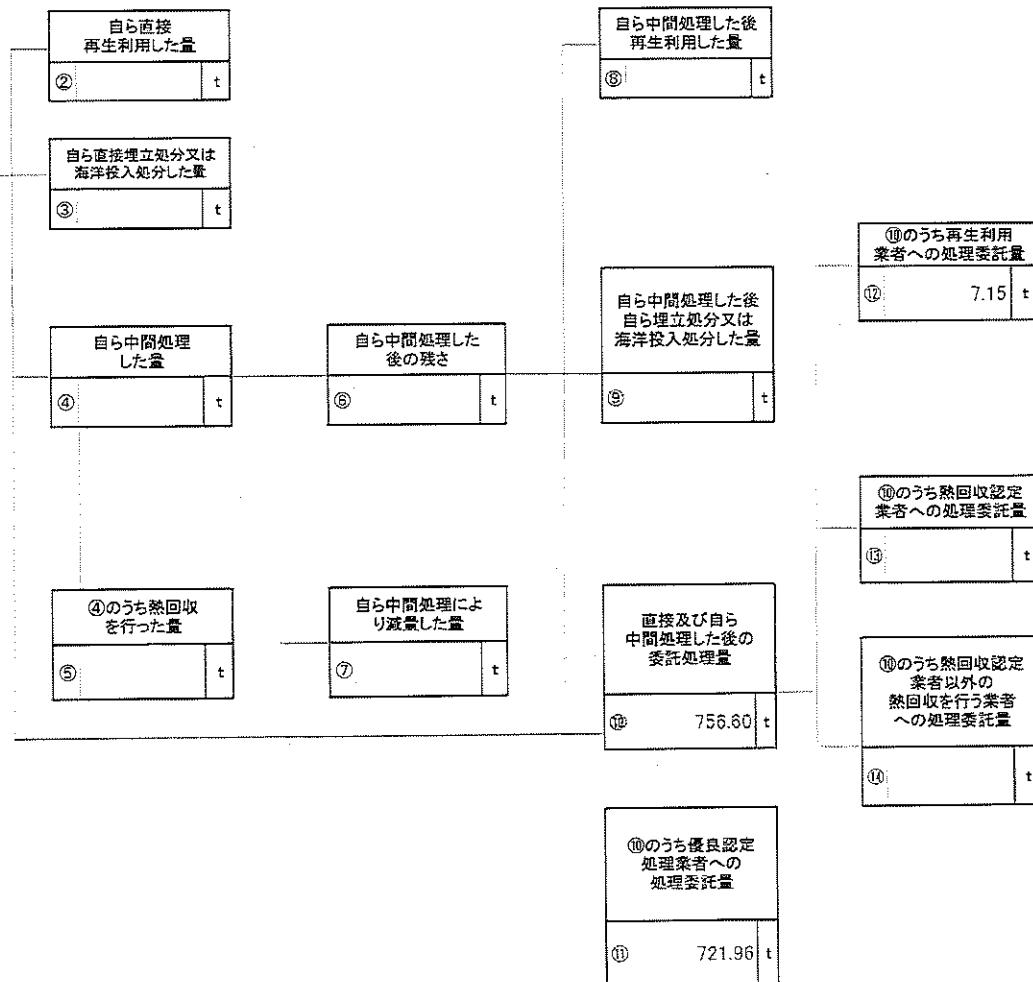 自ら直接
再生利用した量
② t
自ら直接埋立処分又は
海洋投入処分した量
③ t
自ら中間処理
した量
④ t
④のうち熱回収
を行った量
⑤ t
自ら中間処理した
後の残さ
⑥ t
自ら中間処理によ
り減量した量
⑦ t
自ら中間処理した後
再生利用した量
⑧ t
自ら中間処理した後
自ら埋立処分又は
海洋投入処分した量
⑨ t
直接及び自ら
中間処理した後の
委託処理量
⑩ 756.60 t
⑩のうち優良認定
処理業者への
処理委託量
⑪ 721.96 t
⑩のうち再生利用
業者への処理委託量
⑫ 7.15 t
⑩のうち熱回収認定
業者への処理委託量
⑬ t
⑩のうち熱回収認定
業者以外の
熱回収を行う業者
への処理委託量
⑭ t